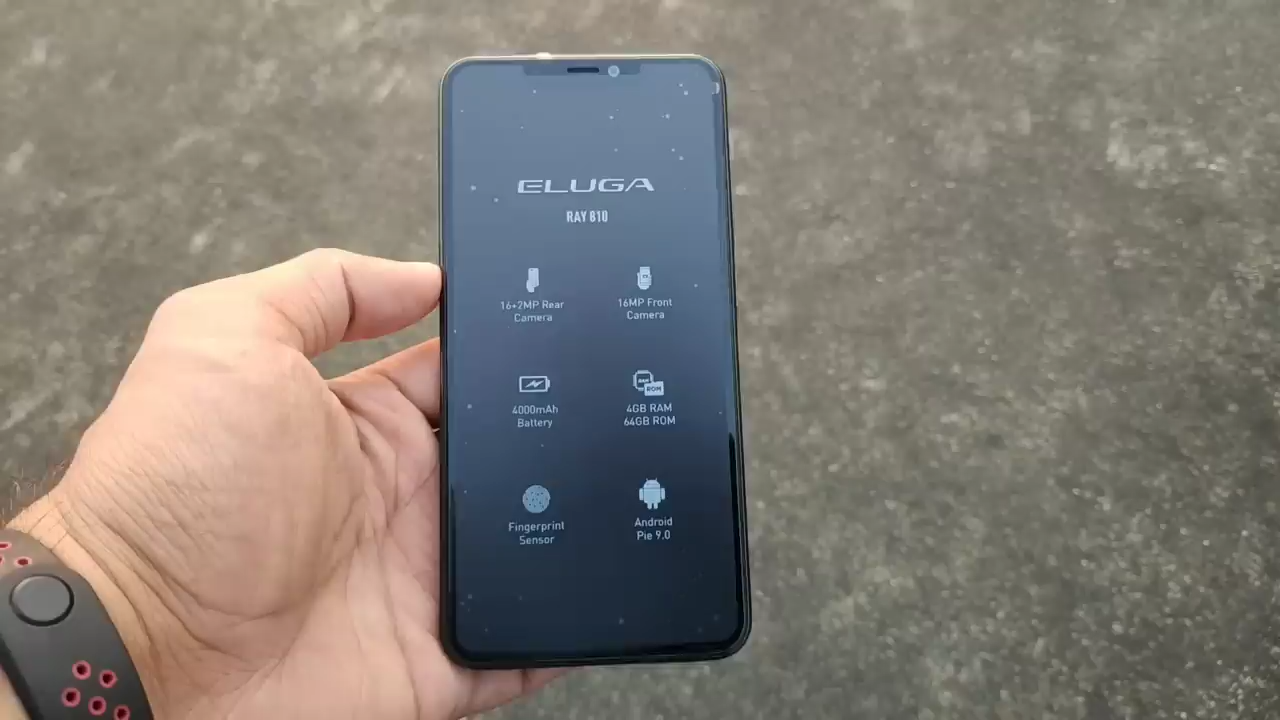 ELUGA
RAY 810
16+2MP Rear
Camera
16MP Front
Camera
4000mAh
Battery
4GB RAM
64GB ROM
Fingerprint
Sensor
Android
Pie 9.0